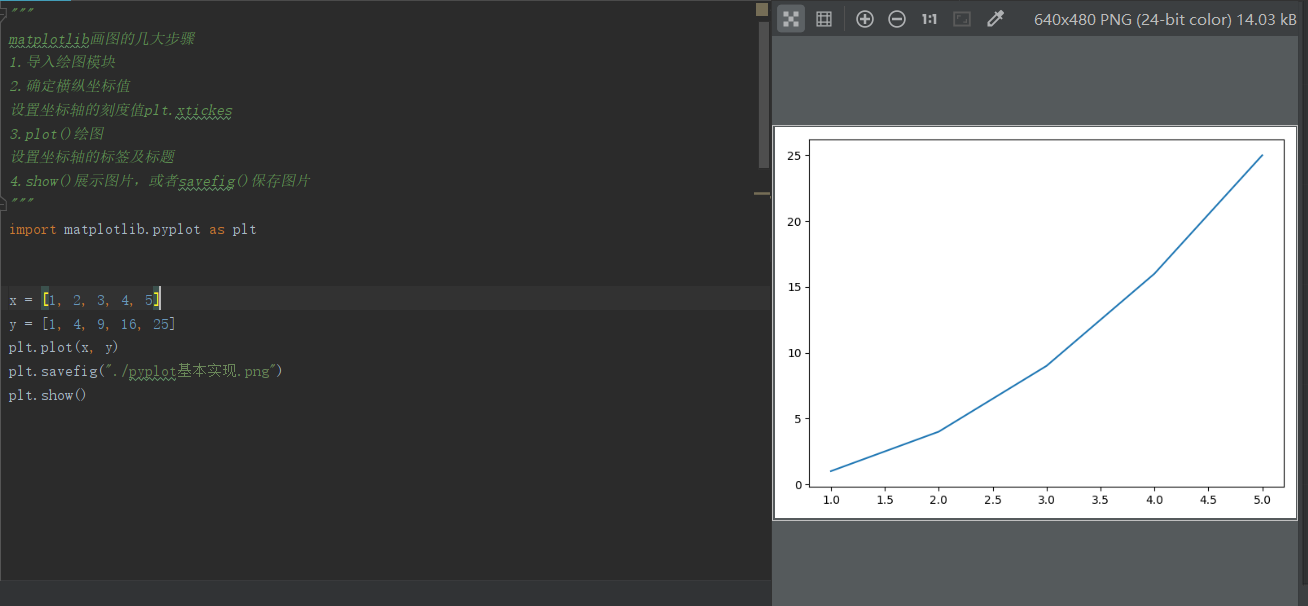 """
matplotlib画图的几大步骤
1.导入绘图模块
2.确定横纵坐标值
设置坐标轴的刻度值plt.xtickes
3.plot()绘图
设置坐标轴的标签及标题
4.show()展示图片，或者savefig()保存图片
"""
import matplotlib.pyplot as plt
x = [1, 2, 3, 4, 5]
y = [1, 4, 9, 16, 25]
plt.plot(x, y)
plt.savefig("./pyplot基本实现.png")
plt.show()
1:1
640x480 PNG (24-bit color) 14.03 kB
25
20
15
10
5
0
1.0 1.5 2.0 2.5 3.0 3.5 4.0 4.5 5.0